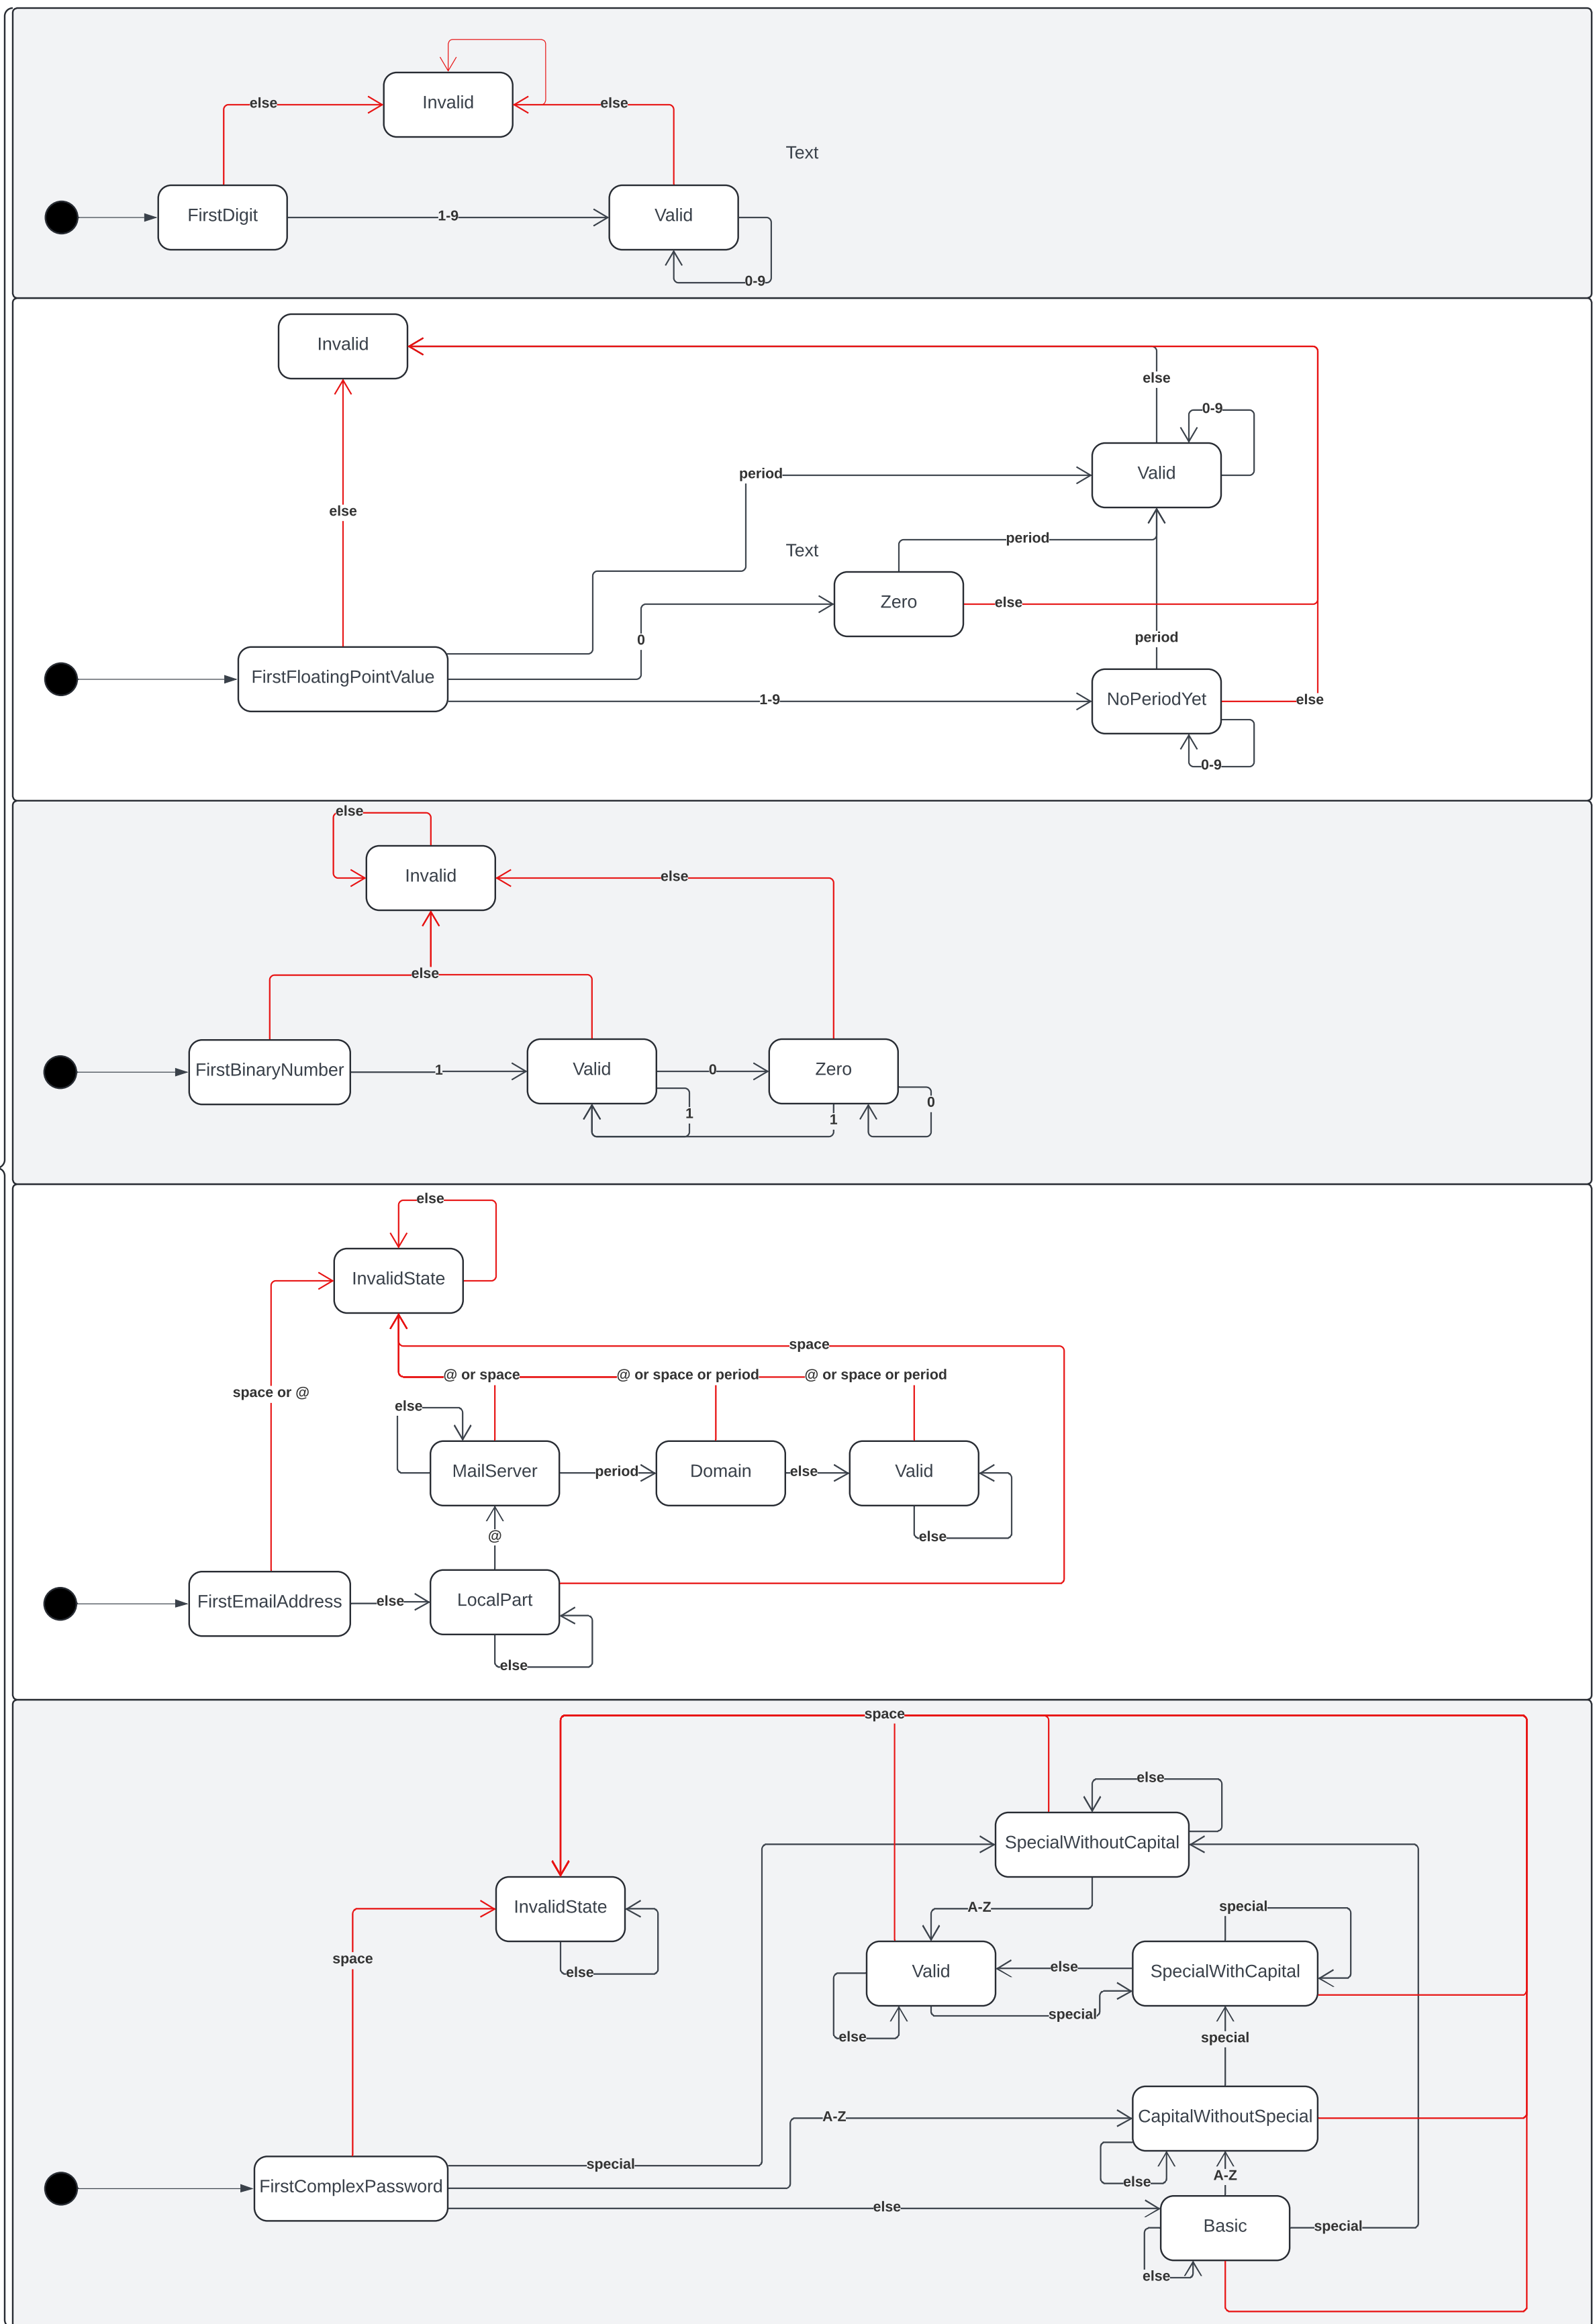 Invalid
else
else
Text
FirstDigit
1-9
Valid
0-9
Invalid
else
0-9
Valid
period
else
period
Text
Zero
else
0
period
FirstFloatingPointValue
1-9
NoPeriodYet
else
0-9
else
Invalid
else
else
FirstBinaryNumber
1
Valid
0
Zero
1
1
0
else
InvalidState
space
@ or space
@ or space or period
@ or space or period
space or @
else
MailServer
period
Domain
else
Valid
@
else
FirstEmailAddress
else
LocalPart
else
space
else
SpecialWithoutCapital
InvalidState
A-Z
special
space
else
Valid
else
SpecialWithCapital
special
else
special
A-Z
CapitalWithoutSpecial
special
else
A-Z
FirstComplexPassword
else
Basic
special
else